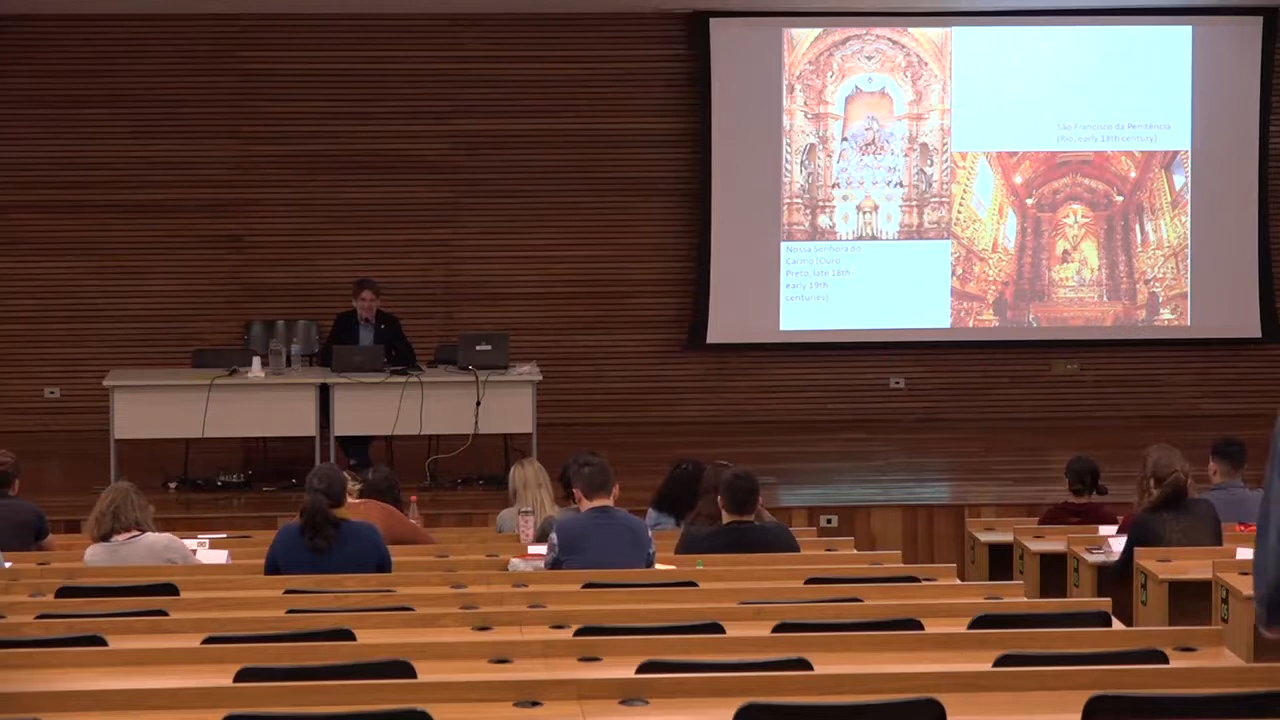 São Francisco da Penitência
(Rio, early 18th century)
Nossa Senhora do
Carmo (Ouro
Preto, late 18th-
early 19th
centuries)